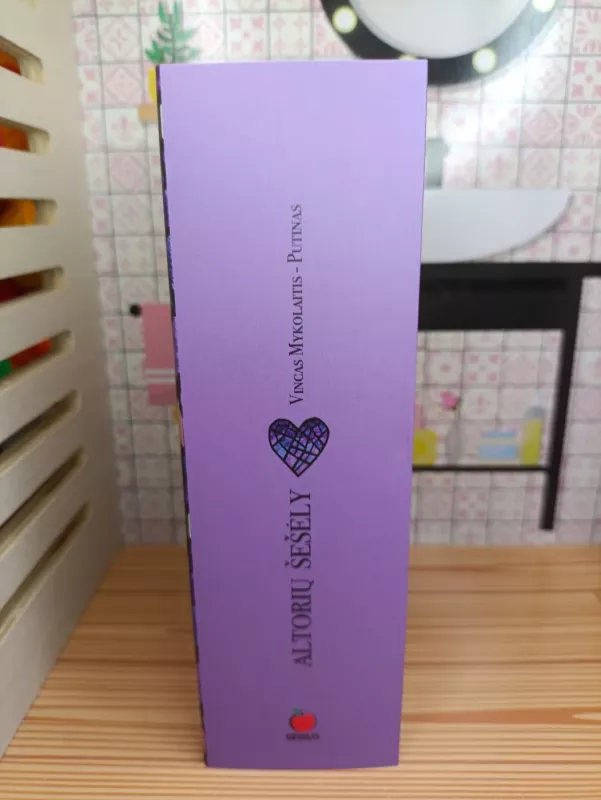 ALTORIŲ ŠEŠĖLY
VINCAS MYKOLAITIS - PUTINAS